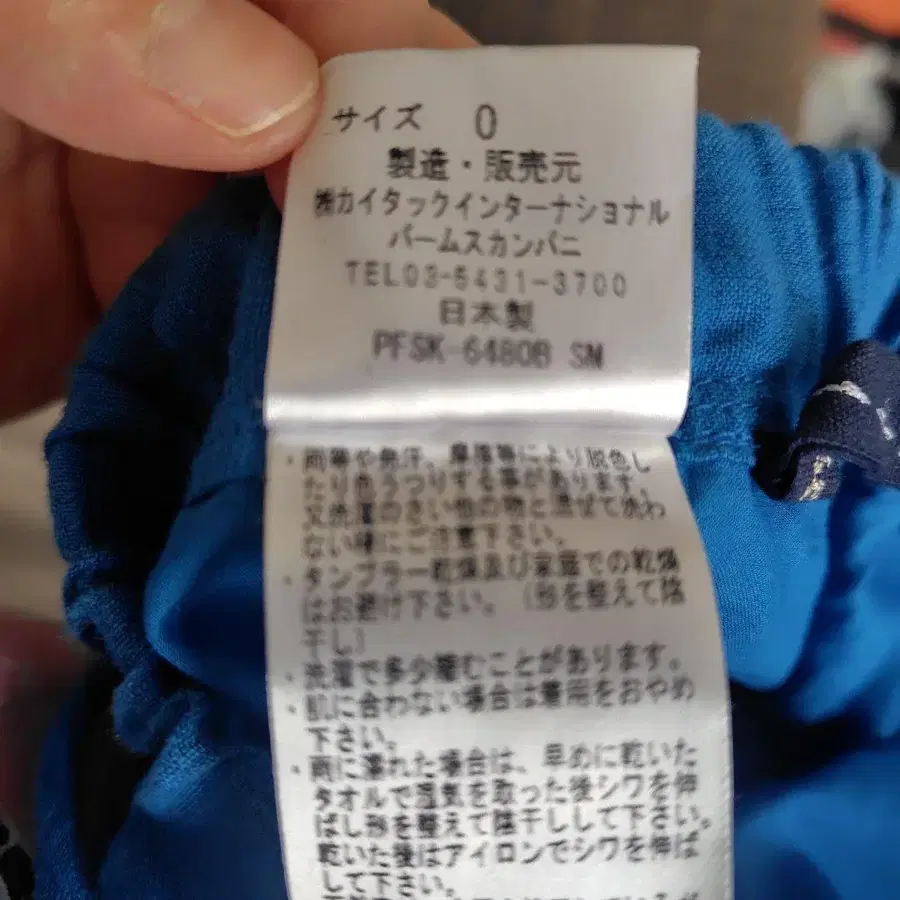 サイズ 0
製造・販売元
㈱カイタックインターナショナル
パームスカンパニ
TEL03-5431-3700
日本製
PFSK-6480B SN
・雨等や発汗、摩擦等により脱色し
たり色うつりする事があります。
又洗濯のさい他の物と混ぜて洗わ
ない様にご注意下さい。
・タンブラー乾燥及び家庭での乾燥
はお避け下さい。(形を整えて陰
干し)
・洗濯で多少縮むことがあります。
・肌に合わない場合は着用をおやめ
下さい。
・雨に濡れた場合は、早めに乾いた
タオルで湿気を取った後シワを伸
ばし形を整えて陰干しして下さい。
乾いた後はアイロンでシワを伸ば
して下さい。